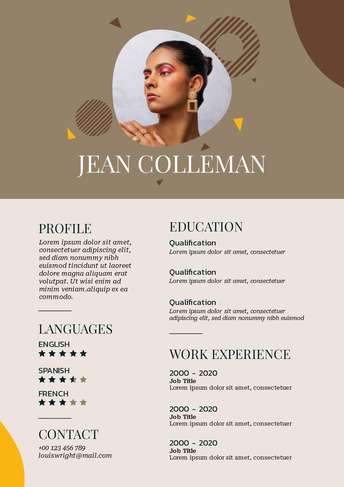 JEAN COLLEMAN
PROFILE
Lorem ipsum dolor sit amet,
consectetuer adipiscing elit,
sed diam nonummy nibh
euismod tincidunt ut laoreet
dolore magna aliquam erat
volutpat. Ut wisi enim ad
minim veniam.aliquip ex ea
commodo.
LANGUAGES
ENGLISH
SPANISH
FRENCH
CONTACT
+00 123 456 789
louiswright@mail.com
EDUCATION
Qualification
Lorem ipsum dolor sit amet, consectetuer
Qualification
Lorem ipsum dolor sit amet, consectetuer
Qualification
Lorem ipsum dolor sit amet, consectetuer
adipiscing elit, sed diam nonummy nibh euismod
WORK EXPERIENCE
2000 - 2020
Job Title
Lorem ipsum dolor sit amet, consectetuer
2000 - 2020
Job Title
Lorem ipsum dolor sit amet, consectetuer
2000 - 2020
Job Title
Lorem ipsum dolor sit amet, consectetuer